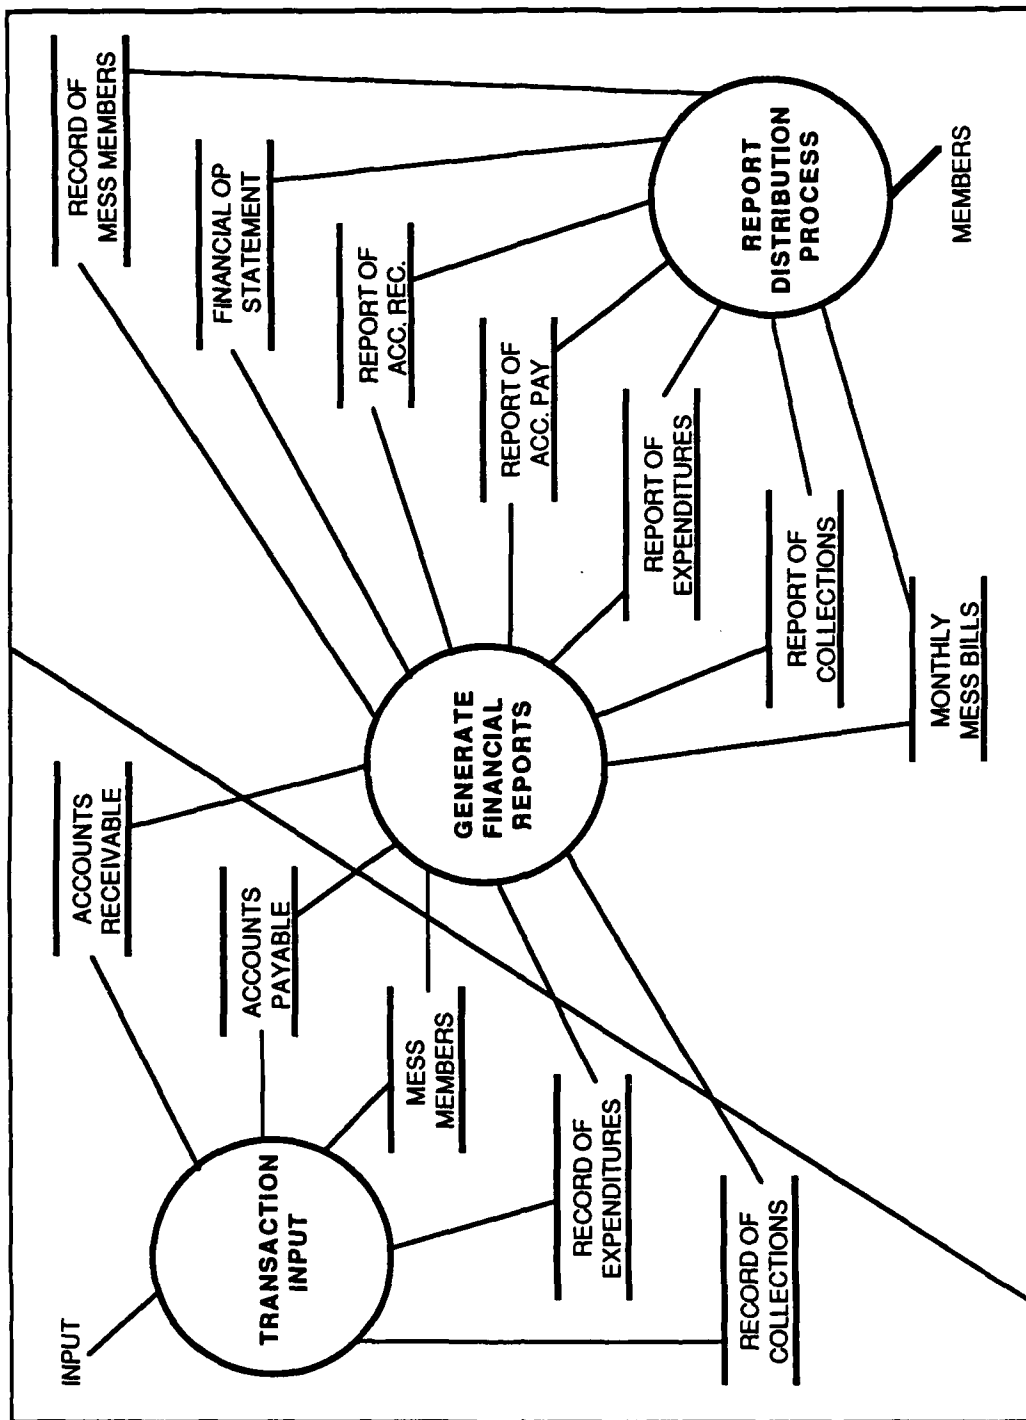 INPUT
TRANSACTION
INPUT
ACCOUNTS
RECEIVABLE
ACCOUNTS
PAYABLE
MESS
MEMBERS
RECORD OF
EXPENDITURES
RECORD OF
COLLECTIONS
GENERATE
FINANCIAL
REPORTS
RECORD OF
MESS MEMBERS
FINANCIAL OP
STATEMENT
REPORT OF
ACC. REC.
REPORT OF
ACC. PAY
REPORT OF
EXPENDITURES
REPORT OF
COLLECTIONS
MONTHLY
MESS BILLS
REPORT
DISTRIBUTION
PROCESS
MEMBERS